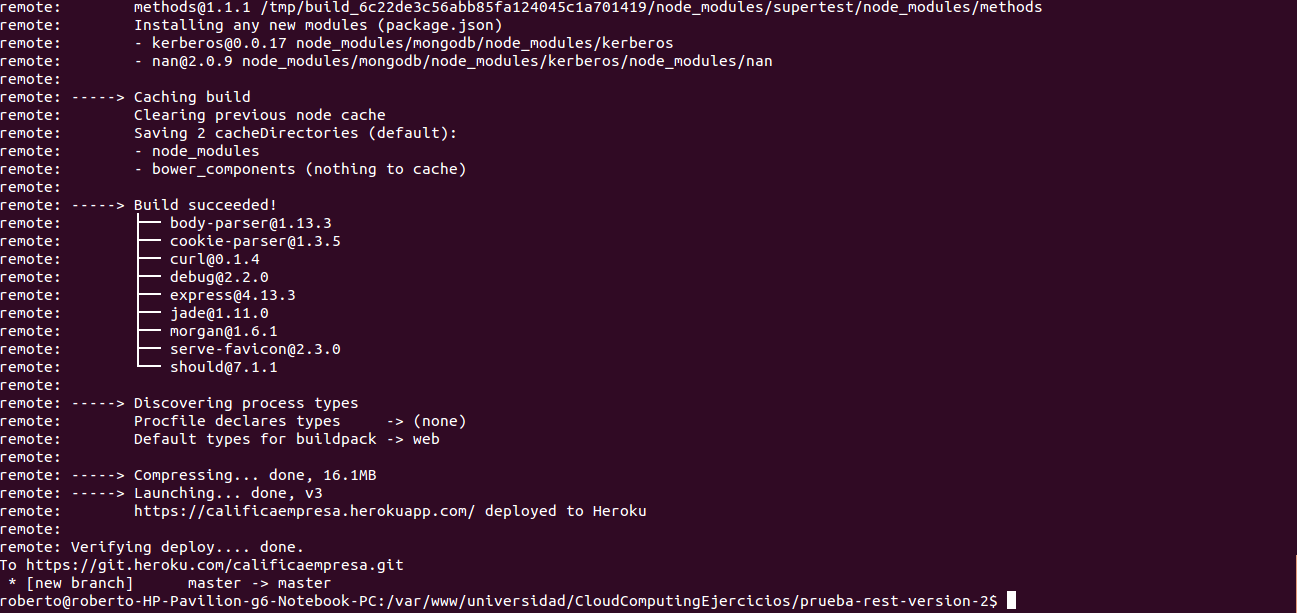 remote:        methods@1.1.1 /tmp/build_6c22de3c56abb85fa124045c1a701419/node_modules/supertest/node_modules/methods
remote:        Installing any new modules (package.json)
remote:        - kerberos@0.0.17 node_modules/mongodb/node_modules/kerberos
remote:        - nan@2.0.9 node_modules/mongodb/node_modules/kerberos/node_modules/nan
remote:
remote: -----> Caching build
remote:        Clearing previous node cache
remote:        Saving 2 cacheDirectories (default):
remote:        - node_modules
remote:        - bower_components (nothing to cache)
remote:
remote: -----> Build succeeded!
remote:        ├── body-parser@1.13.3
remote:        ├── cookie-parser@1.3.5
remote:        ├── curl@0.1.4
remote:        ├── debug@2.2.0
remote:        ├── express@4.13.3
remote:        ├── jade@1.11.0
remote:        ├── morgan@1.6.1
remote:        ├── serve-favicon@2.3.0
remote:        └── should@7.1.1
remote:
remote: -----> Discovering process types
remote:        Procfile declares types     -> (none)
remote:        Default types for buildpack -> web
remote:
remote: -----> Compressing... done, 16.1MB
remote: -----> Launching... done, v3
remote:        https://calificaempresa.herokuapp.com/ deployed to Heroku
remote:
remote: Verifying deploy.... done.
To https://git.heroku.com/calificaempresa.git
 * [new branch]      master -> master
roberto@roberto-HP-Pavilion-g6-Notebook-PC:/var/www/universidad/CloudComputingEjercicios/prueba-rest-version-2$